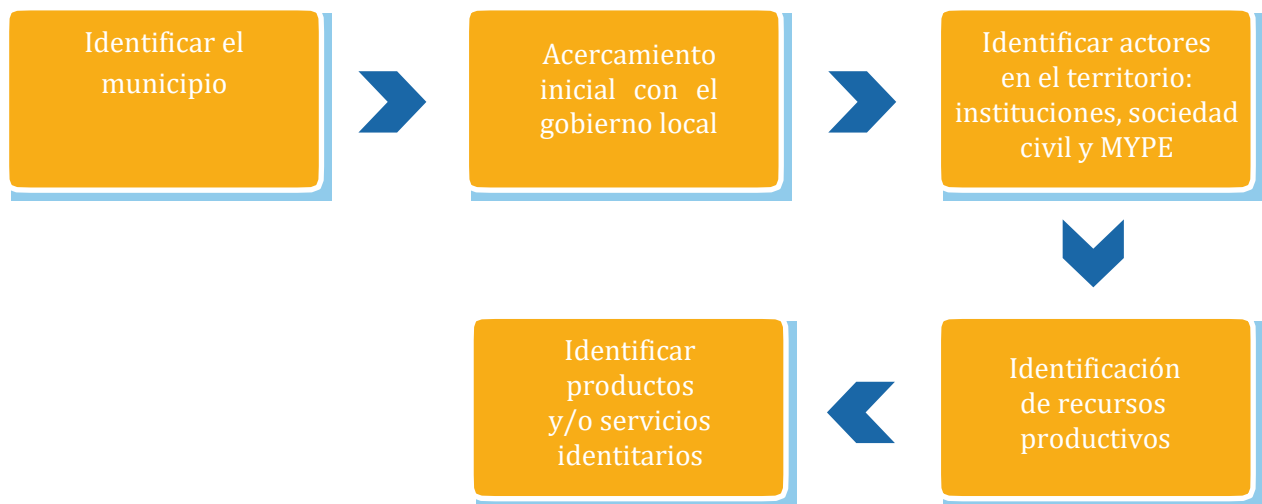 Identificar el
municipio
Acercamiento
inicial con el
gobierno local
Identificar actores
en el territorio:
instituciones, sociedad
civil y MYPE
Identificación
de recursos
productivos
Identificar
productos
y/o servicios
identitarios